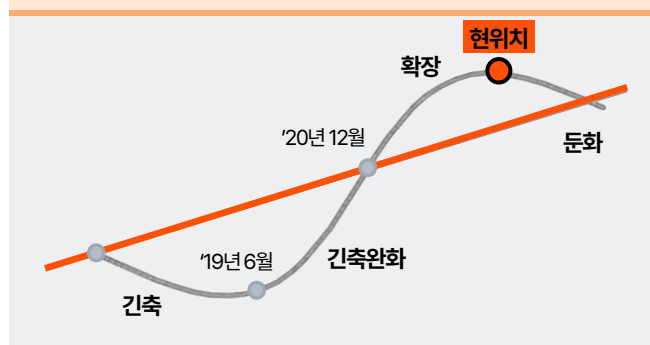 현위치
확장
'20년 12월
둔화
'19년 6월
긴축완화
긴축